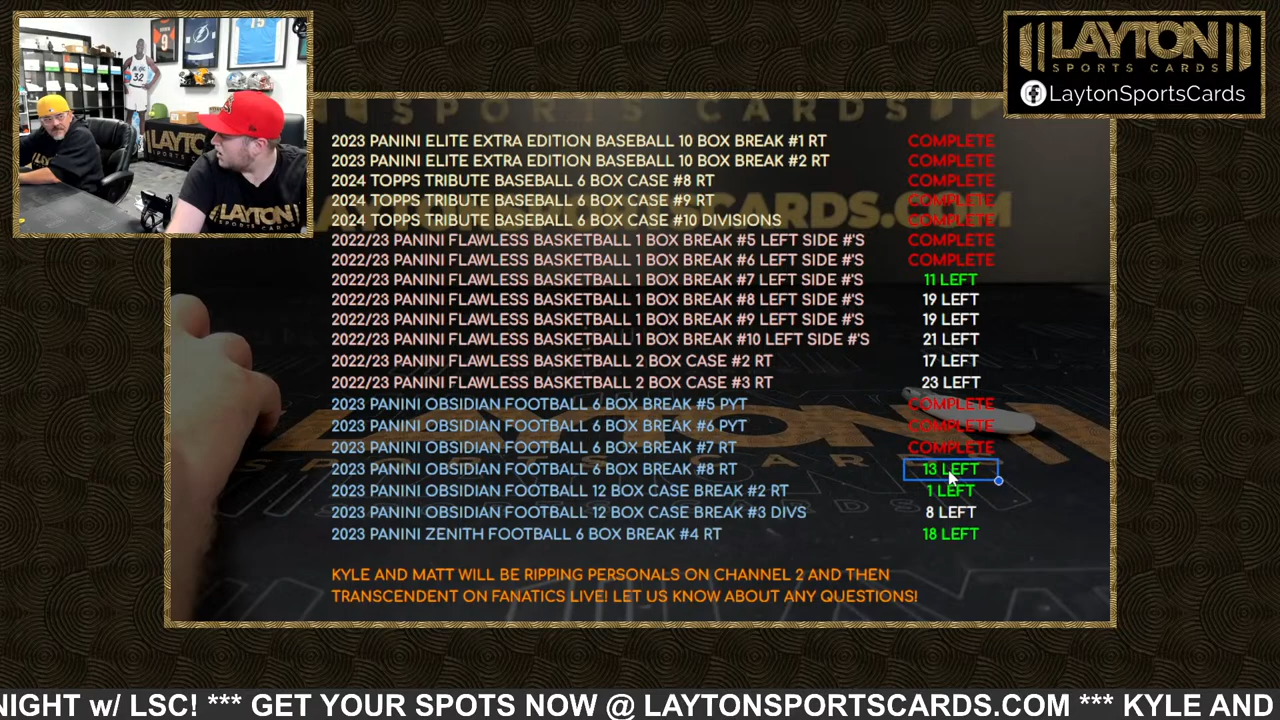 LAYTON
SPORTS CARDS
LaytonSportsCards
2023 PANINI ELITE EXTRA EDITION BASEBALL 10 BOX BREAK #1 RT COMPLETE
2023 PANINI ELITE EXTRA EDITION BASEBALL 10 BOX BREAK #2 RT COMPLETE
2024 TOPPS TRIBUTE BASEBALL 6 BOX CASE #8 RT COMPLETE
2024 TOPPS TRIBUTE BASEBALL 6 BOX CASE #9 RT COMPLETE
2024 TOPPS TRIBUTE BASEBALL 6 BOX CASE #10 DIVISIONS COMPLETE
2022/23 PANINI FLAWLESS BASKETBALL 1 BOX BREAK #5 LEFT SIDE #'S COMPLETE
2022/23 PANINI FLAWLESS BASKETBALL 1 BOX BREAK #6 LEFT SIDE #'S COMPLETE
2022/23 PANINI FLAWLESS BASKETBALL 1 BOX BREAK #7 LEFT SIDE #'S 11 LEFT
2022/23 PANINI FLAWLESS BASKETBALL 1 BOX BREAK #8 LEFT SIDE #'S 19 LEFT
2022/23 PANINI FLAWLESS BASKETBALL 1 BOX BREAK #9 LEFT SIDE #'S 19 LEFT
2022/23 PANINI FLAWLESS BASKETBALL 1 BOX BREAK #10 LEFT SIDE #'S 21 LEFT
2022/23 PANINI FLAWLESS BASKETBALL 2 BOX CASE #2 RT 17 LEFT
2022/23 PANINI FLAWLESS BASKETBALL 2 BOX CASE #3 RT 23 LEFT
2023 PANINI OBSIDIAN FOOTBALL 6 BOX BREAK #5 PYT COMPLETE
2023 PANINI OBSIDIAN FOOTBALL 6 BOX BREAK #6 PYT COMPLETE
2023 PANINI OBSIDIAN FOOTBALL 6 BOX BREAK #7 RT COMPLETE
2023 PANINI OBSIDIAN FOOTBALL 6 BOX BREAK #8 RT 13 LEFT
2023 PANINI OBSIDIAN FOOTBALL 12 BOX CASE BREAK #2 RT 1 LEFT
2023 PANINI OBSIDIAN FOOTBALL 12 BOX CASE BREAK #3 DIVS 8 LEFT
2023 PANINI ZENITH FOOTBALL 6 BOX BREAK #4 RT 18 LEFT
KYLE AND MATT WILL BE RIPPING PERSONALS ON CHANNEL 2 AND THEN
TRANSCENDENT ON FANATICS LIVE! LET US KNOW ABOUT ANY QUESTIONS!
NIGHT w/ LSC! *** GET YOUR SPOTS NOW @ LAYTONSPORTSCARDS.COM *** KYLE AND